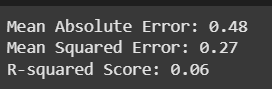 Mean Absolute Error: 0.48
Mean Squared Error: 0.27
R-squared Score: 0.06